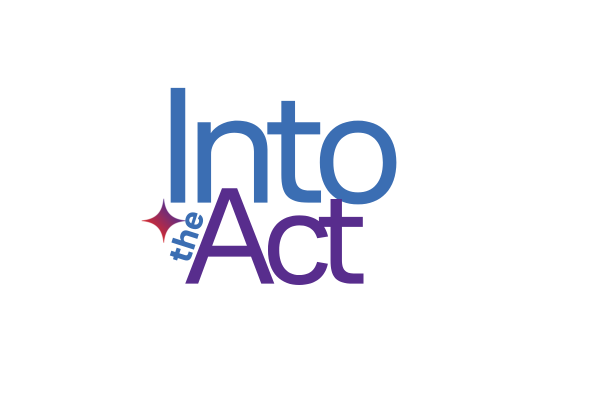 Into
the
Act